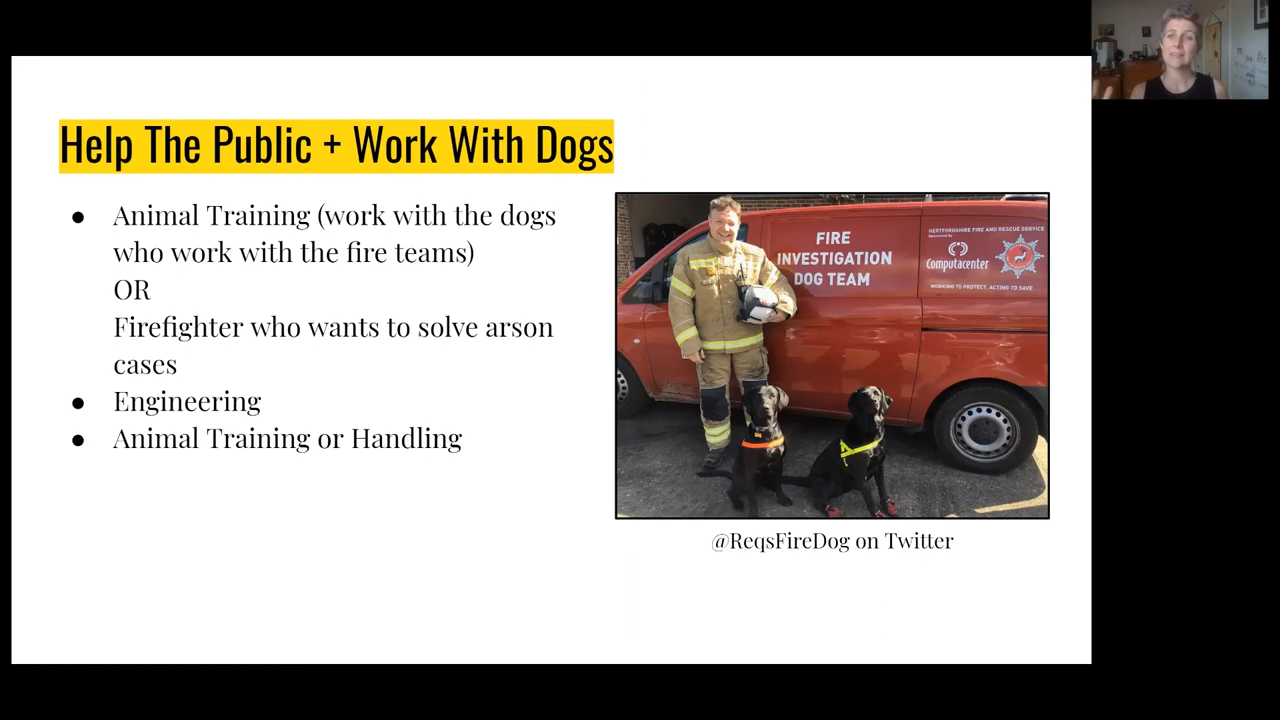 Help The Public + Work With Dogs
● Animal Training (work with the dogs
who work with the fire teams)
OR
Firefighter who wants to solve arson
cases
● Engineering
● Animal Training or Handling
FIRE
INVESTIGATION
DOG TEAM
HERTFORDSHIRE FIRE AND RESCUE SERVICE
Sponsored by
Computacenter
WORKING TO PROTECT, ACTING TO SAVE
@ReqsFireDog on Twitter